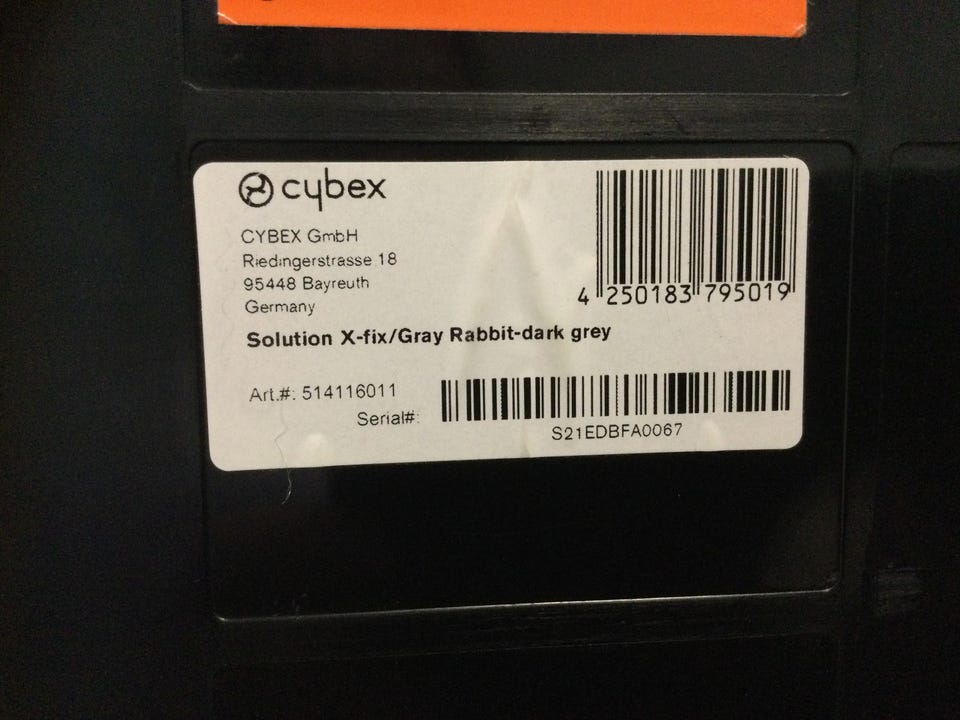 cybex
CYBEX GmbH
Riedingerstrasse 18
95448 Bayreuth
Germany
4 250183 795019
Solution X-fix/Gray Rabbit-dark grey
Art.#: 514116011
Serial#:
S21EDBFA0067